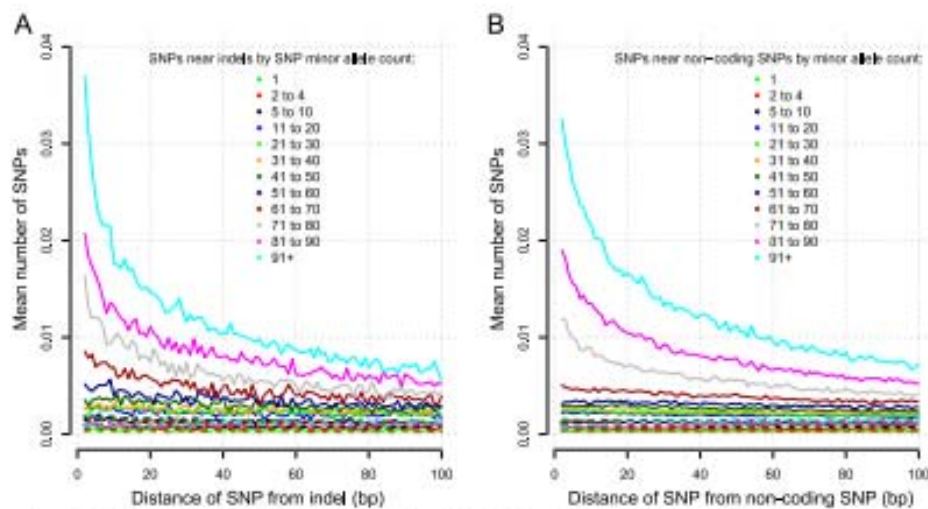 A
SNPs near indels by SNP minor allele count:
1
2 to 4
5 to 10
11 to 20
21 to 30
31 to 40
41 to 50
51 to 60
61 to 70
71 to 80
81 to 90
91+
Mean number of SNPs
0.04
0.03
0.02
0.01
0.00
0 20 40 60 80 100
Distance of SNP from indel (bp)
B
SNPs near non-coding SNPs by minor allele count:
1
2 to 4
5 to 10
11 to 20
21 to 30
31 to 40
41 to 50
51 to 60
61 to 70
71 to 80
81 to 90
91+
Mean number of SNPs
0.04
0.03
0.02
0.01
0.00
0 20 40 60 80 100
Distance of SNP from non-coding SNP (bp)